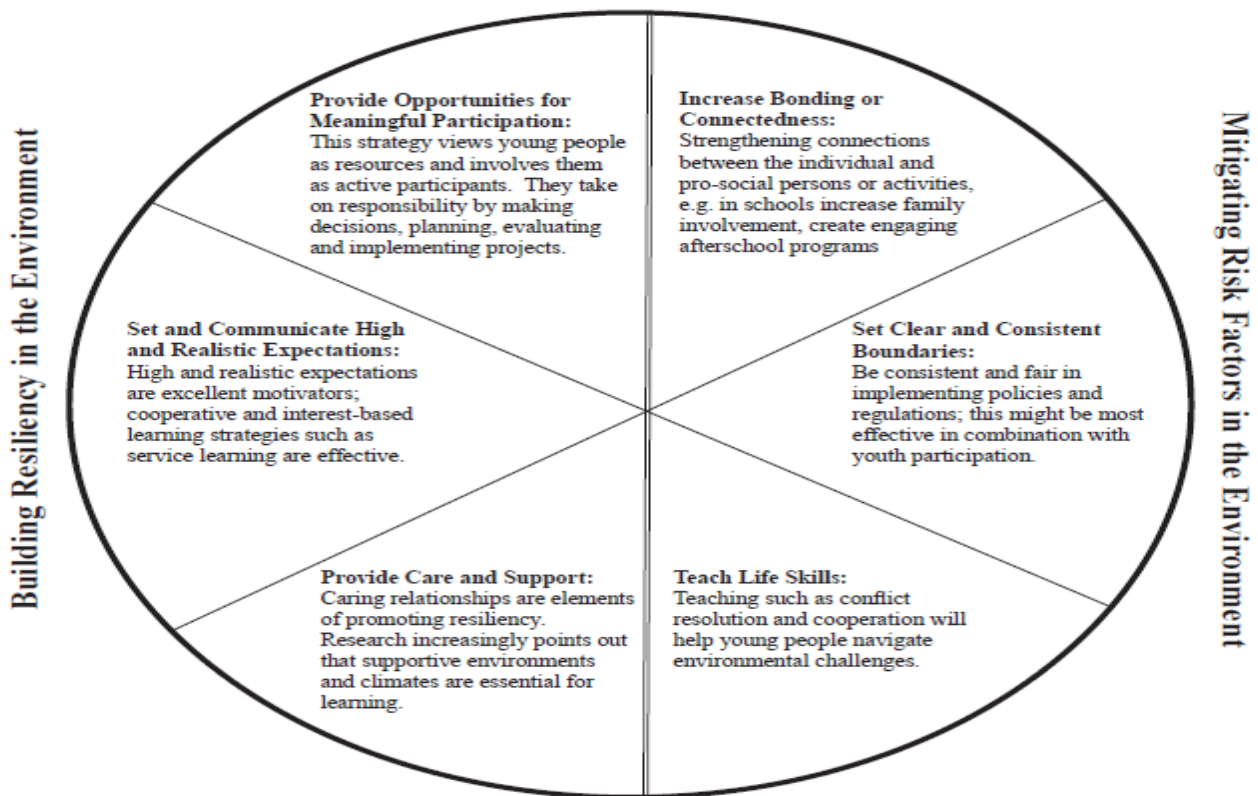 Building Resiliency in the Environment
Provide Opportunities for
Meaningful Participation:
This strategy views young people
as resources and involves them
as active participants.  They take
on responsibility by making
decisions, planning, evaluating
and implementing projects.
Set and Communicate High
and Realistic Expectations:
High and realistic expectations
are excellent motivators;
cooperative and interest-based
learning strategies such as
service learning are effective.
Provide Care and Support:
Caring relationships are elements
of promoting resiliency.
Research increasingly points out
that supportive environments
and climates are essential for
learning.
Increase Bonding or
Connectedness:
Strengthening connections
between the individual and
pro-social persons or activities,
e.g. in schools increase family
involvement, create engaging
afterschool programs
Set Clear and Consistent
Boundaries:
Be consistent and fair in
implementing policies and
regulations; this might be most
effective in combination with
youth participation.
Teach Life Skills:
Teaching such as conflict
resolution and cooperation will
help young people navigate
environmental challenges.
Mitigating Risk Factors in the Environment